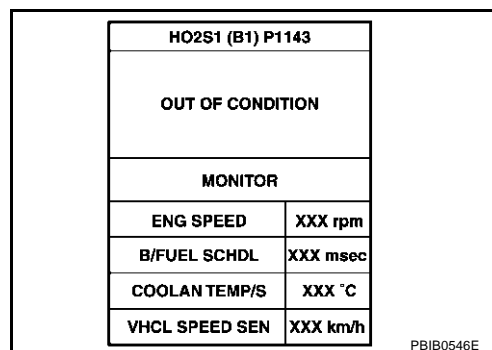 HO2S1 (B1) P1143
OUT OF CONDITION
MONITOR
ENG SPEED XXX rpm
B/FUEL SCHDL XXX msec
COOLAN TEMP/S XXX °C
VHCL SPEED SEN XXX km/h
PBIB0546E